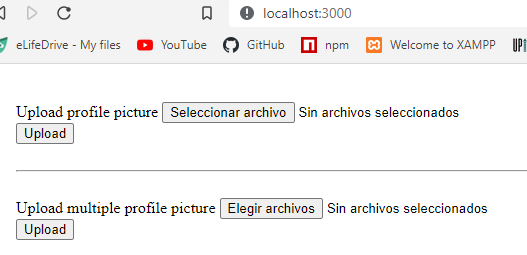 localhost:3000
eLifeDrive - My files YouTube GitHub npm Welcome to XAMPP
Upload profile picture Seleccionar archivo Sin archivos seleccionados
Upload
Upload multiple profile picture Elegir archivos Sin archivos seleccionados
Upload